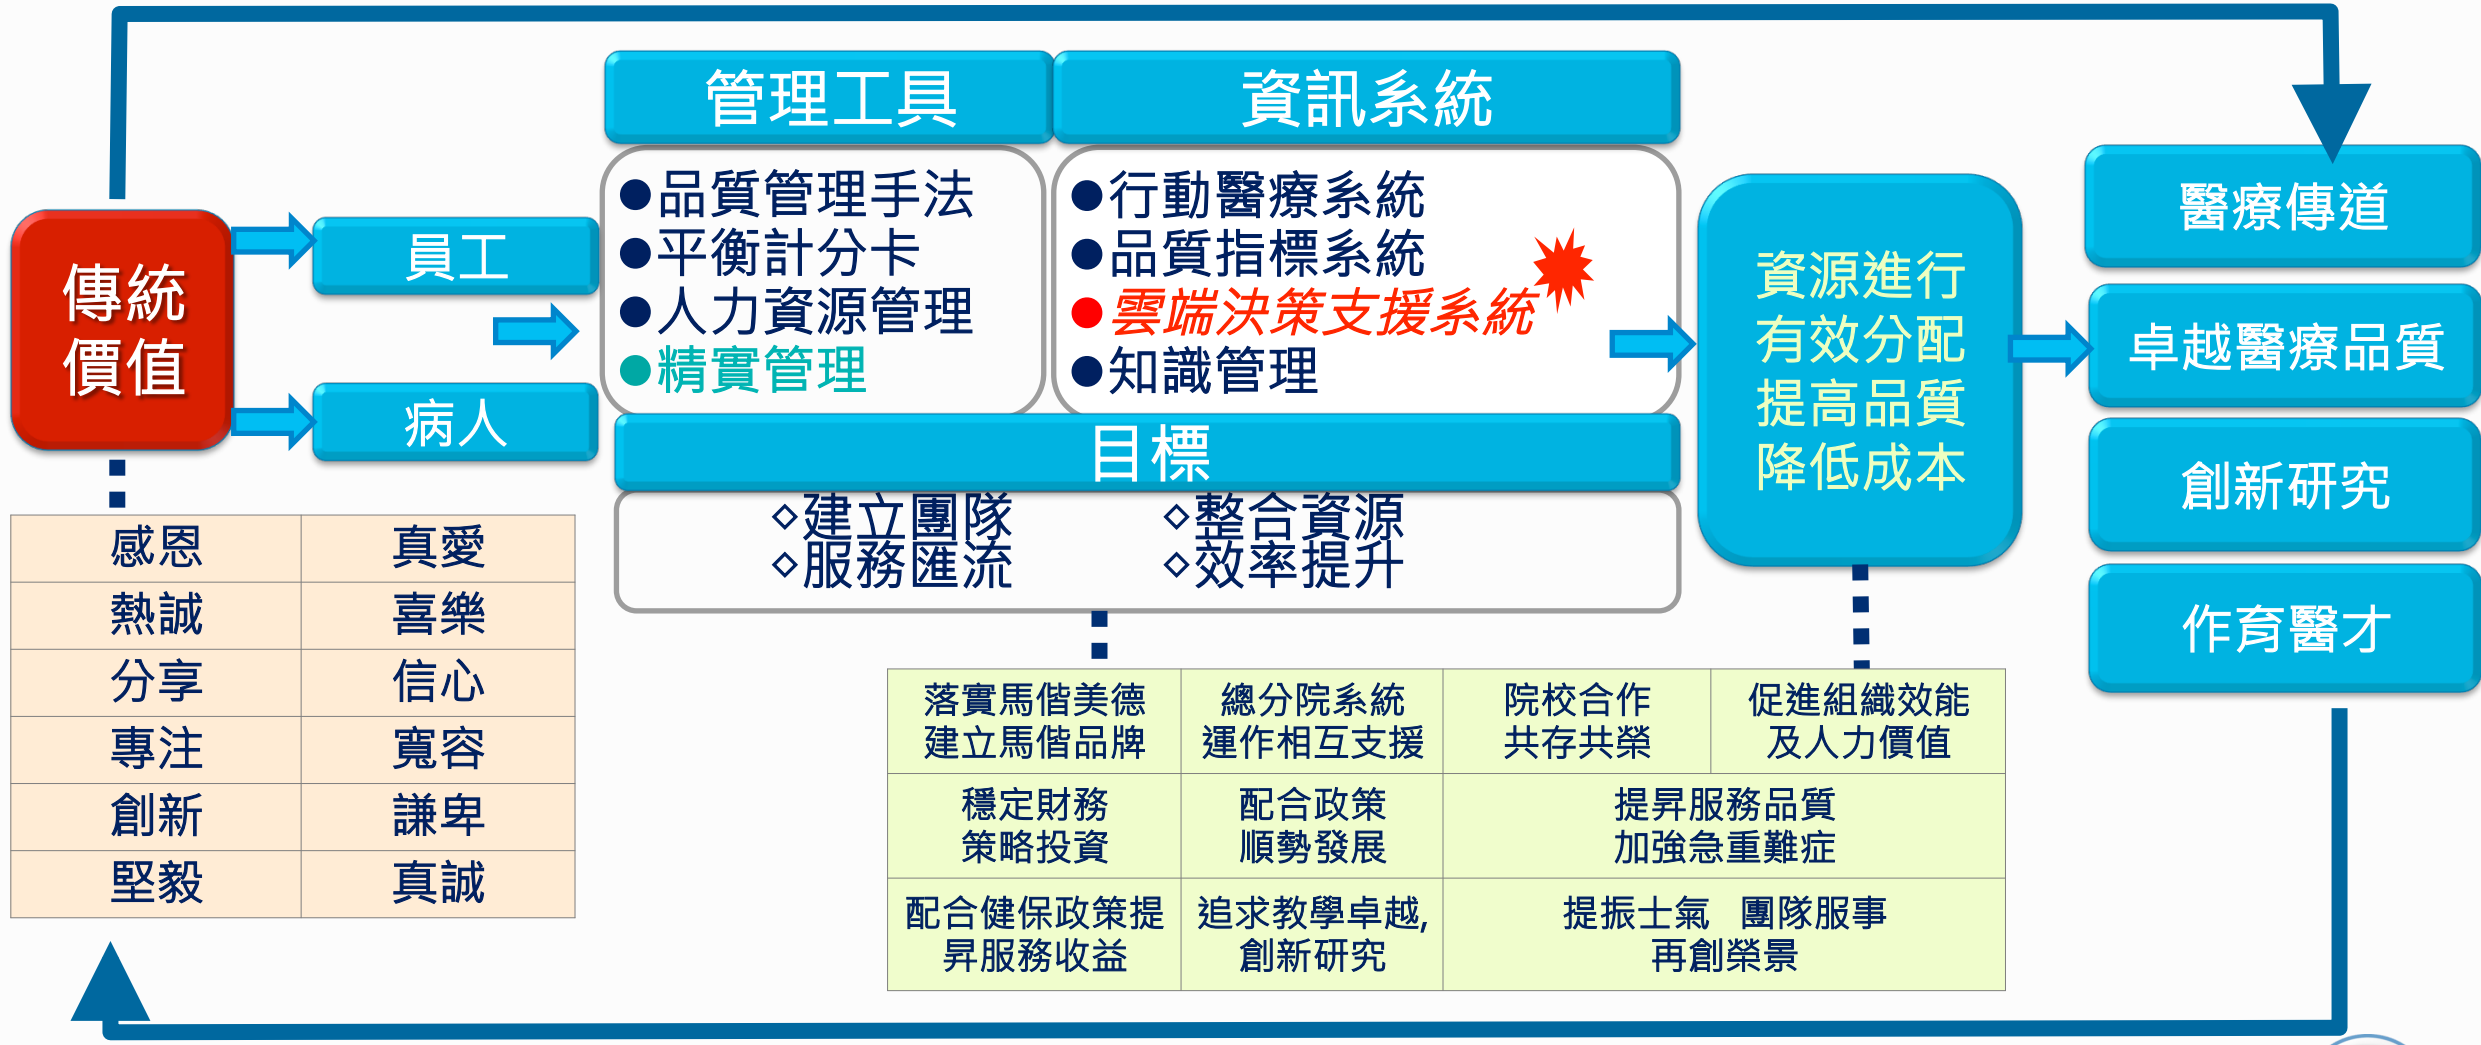 傳統
價值
員工
病人
管理工具
●品質管理手法
●平衡計分卡
●人力資源管理
●精實管理
資訊系統
●行動醫療系統
●品質指標系統
●雲端決策支援系統
●知識管理
目標
◇建立團隊 ◇整合資源
◇服務匯流 ◇效率提升
資源進行
有效分配
提高品質
降低成本
醫療傳道
卓越醫療品質
創新研究
作育醫才
感恩 真愛
熱誠 喜樂
分享 信心
專注 寬容
創新 謙卑
堅毅 真誠
落實馬偕美德
建立馬偕品牌
總分院系統
運作相互支援
院校合作
共存共榮
促進組織效能
及人力價值
穩定財務
策略投資
配合政策
順勢發展
提昇服務品質
加強急重難症
配合健保政策提
昇服務收益
追求教學卓越,
創新研究
提振士氣 團隊服事
再創榮景